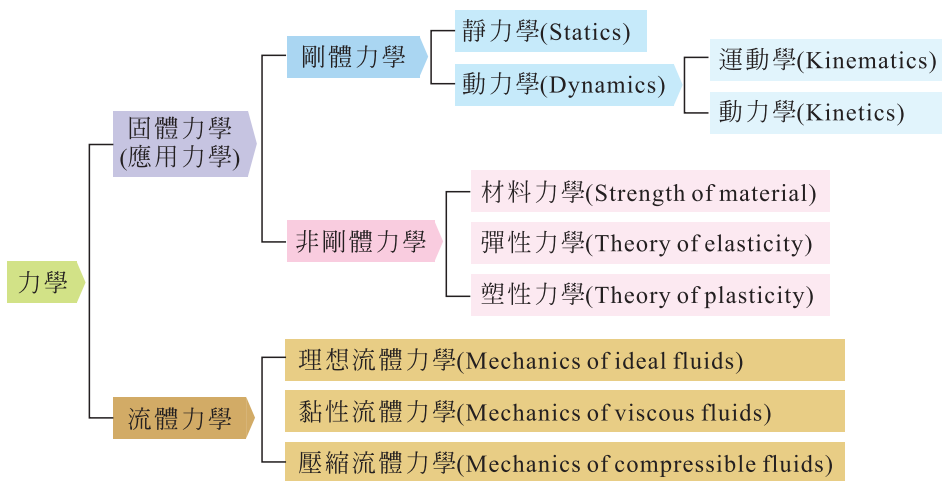 力學
固體力學
(應用力學)
剛體力學
靜力學(Statics)
動力學(Dynamics)
運動學(Kinematics)
動力學(Kinetics)
非剛體力學
材料力學(Strength of material)
彈性力學(Theory of elasticity)
塑性力學(Theory of plasticity)
流體力學
理想流體力學(Mechanics of ideal fluids)
黏性流體力學(Mechanics of viscous fluids)
壓縮流體力學(Mechanics of compressible fluids)